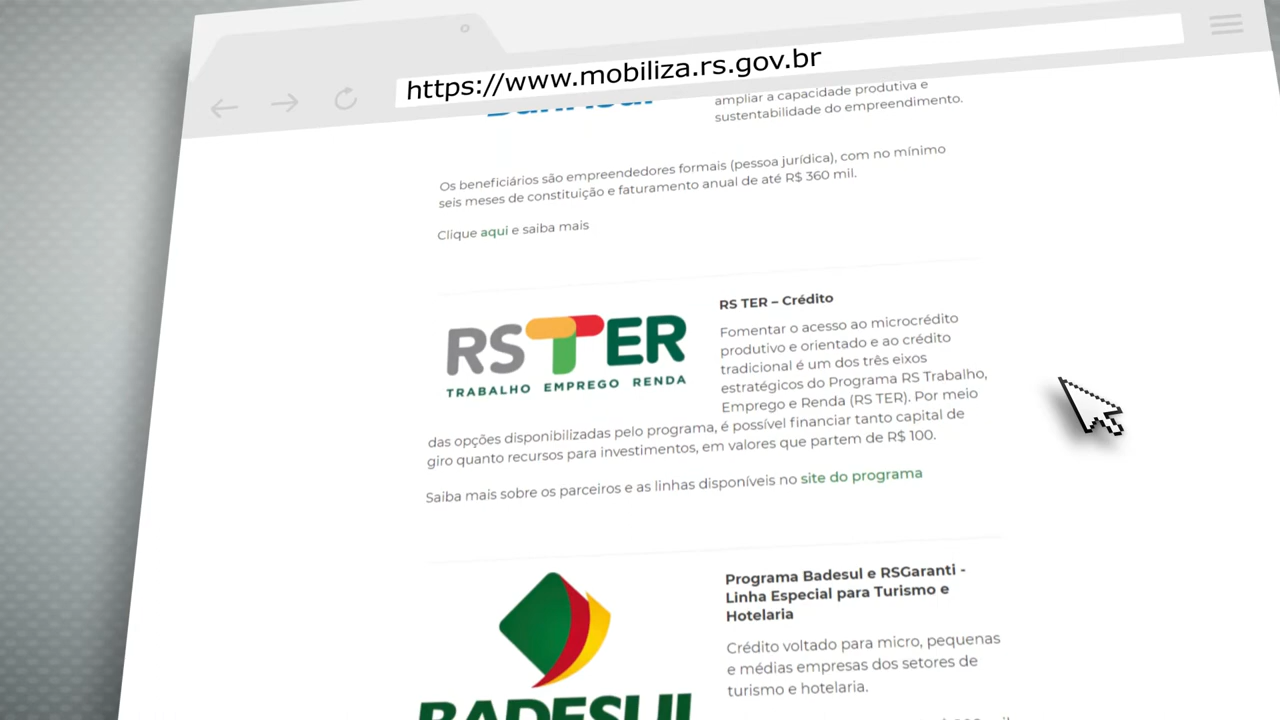 https://www.mobiliza.rs.gov.br
ampliar a capacidade produtiva e
sustentabilidade do empreendimento.
Os beneficiários são empreendedores formais (pessoa jurídica), com no mínimo
seis meses de constituição e faturamento anual de até R$ 360 mil.
Clique aqui e saiba mais
RS TER
TRABALHO EMPREGO RENDA
RS TER – Crédito
Fomentar o acesso ao microcrédito
produtivo e orientado e ao crédito
tradicional é um dos três eixos
estratégicos do Programa RS Trabalho,
Emprego e Renda (RS TER). Por meio
das opções disponibilizadas pelo programa, é possível financiar tanto capital de
giro quanto recursos para investimentos, em valores que partem de R$ 100.
Saiba mais sobre os parceiros e as linhas disponíveis no site do programa
BADESUL
Programa Badesul e RSGaranti -
Linha Especial para Turismo e
Hotelaria
Crédito voltado para micro, pequenas
e médias empresas dos setores de
turismo e hotelaria.